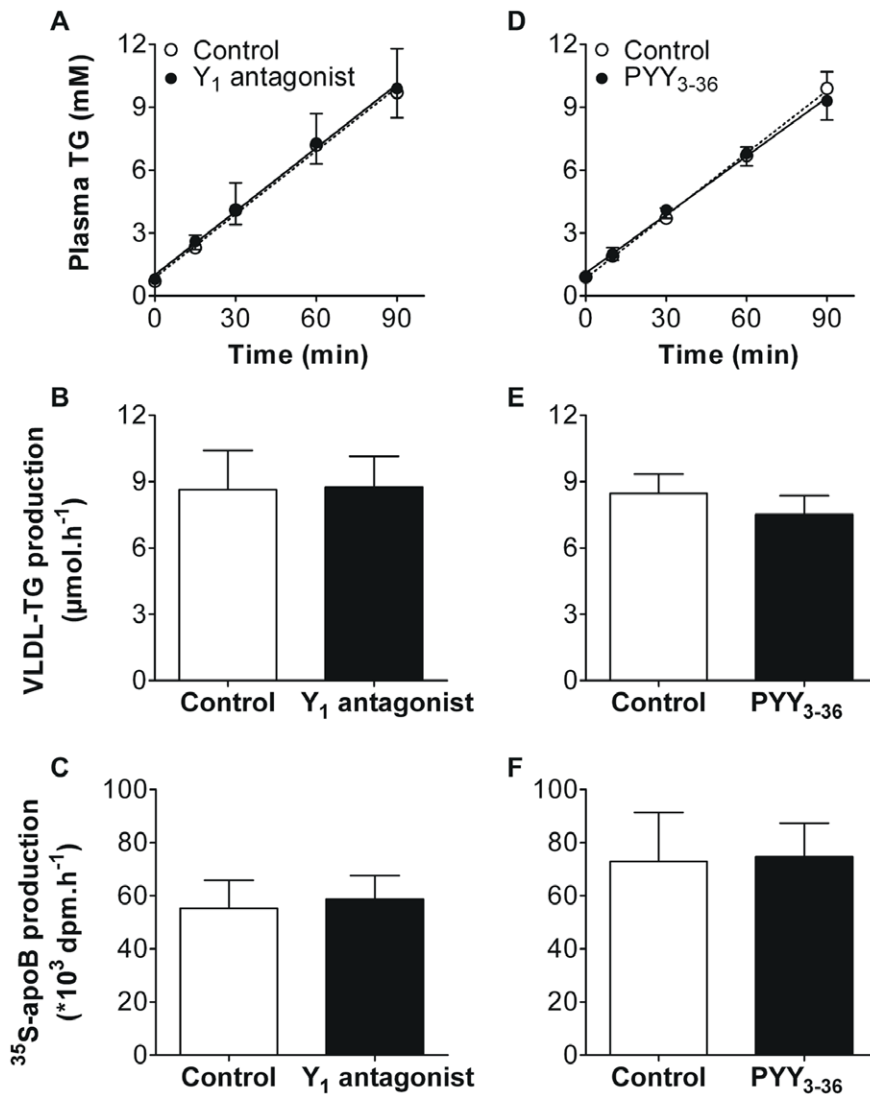 A
○ Control
● Y₁ antagonist
Plasma TG (mM)
12
9
6
3
0
0 30 60 90
Time (min)
D
○ Control
● PYY₃₋₃₆
12
9
6
3
0
0 30 60 90
Time (min)
B
VLDL-TG production
(µmol.h⁻¹)
12
9
6
3
0
Control Y₁ antagonist
E
12
9
6
3
0
Control PYY₃₋₃₆
C
³⁵S-apoB production
(*10³ dpm.h⁻¹)
100
80
60
40
20
0
Control Y₁ antagonist
F
100
80
60
40
20
0
Control PYY₃₋₃₆